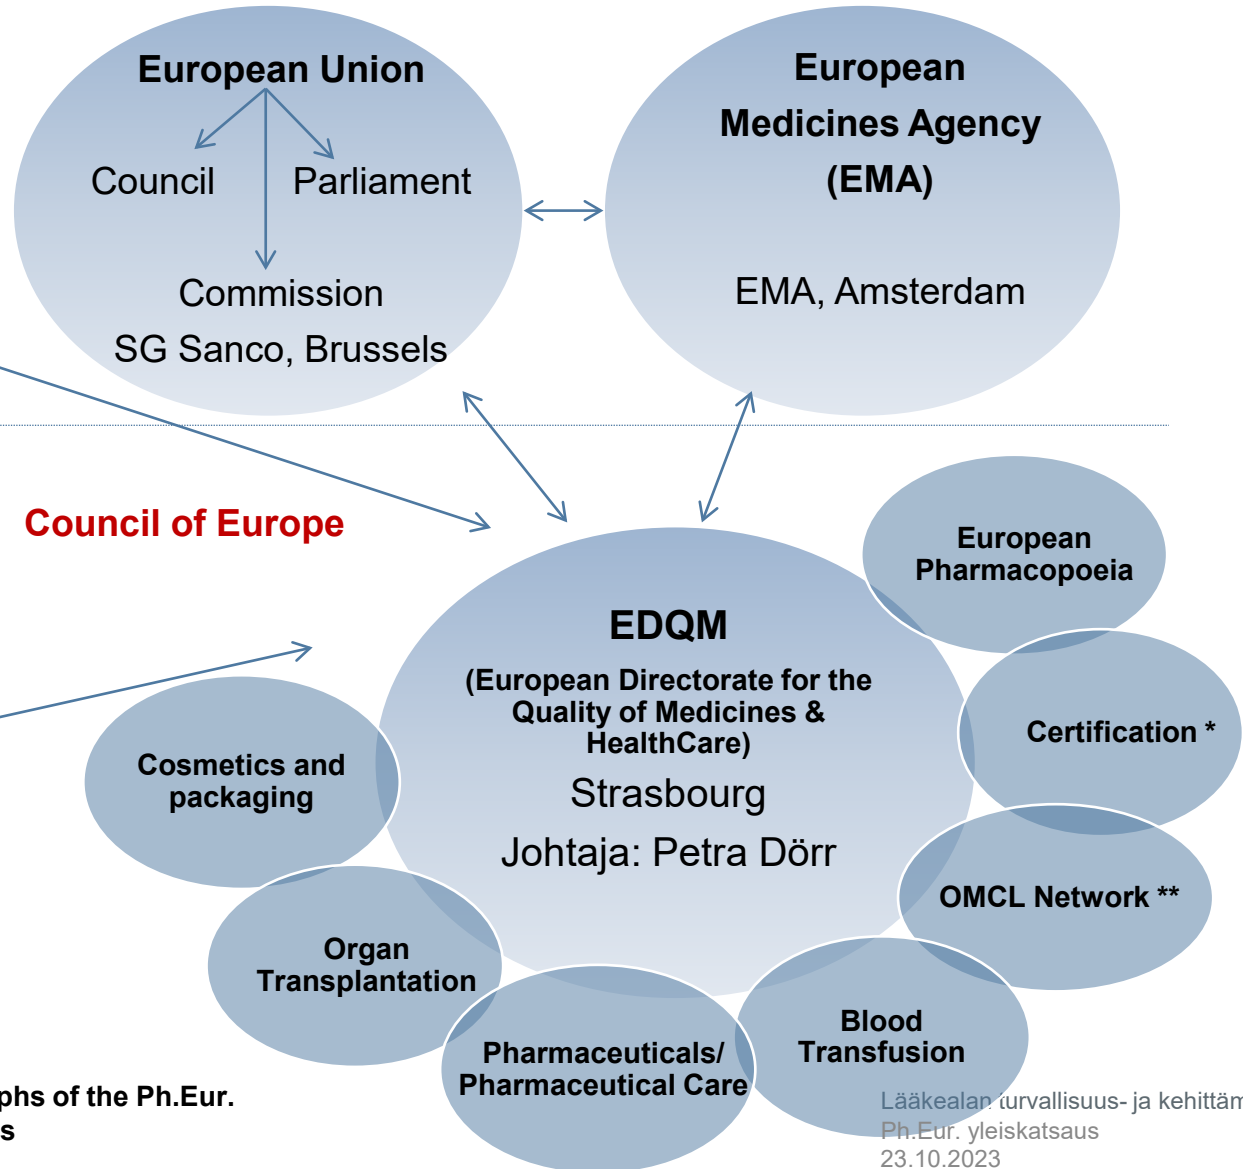 European Union
Council
Parliament
Commission
SG Sanco, Brussels
European
Medicines Agency
(EMA)
EMA, Amsterdam
Council of Europe
EDQM
(European Directorate for the
Quality of Medicines &
HealthCare)
Strasbourg
Johtaja: Petra Dörr
European
Pharmacopoeia
Certification *
OMCL Network **
Blood
Transfusion
Pharmaceuticals/
Pharmaceutical Care
Organ
Transplantation
Cosmetics and
packaging
phs of the Ph.Eur.
s
Lääkealan turvallisuus- ja kehittäm
Ph.Eur. yleiskatsaus
23.10.2023